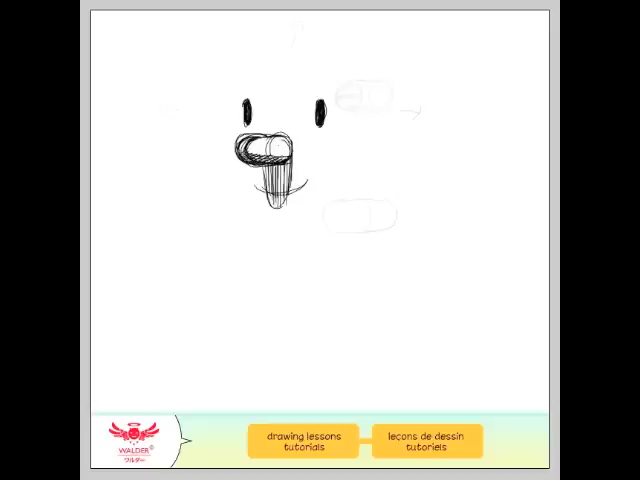 WALDER®
ワルダー
drawing lessons
tutorials
leçons de dessin
tutoriels